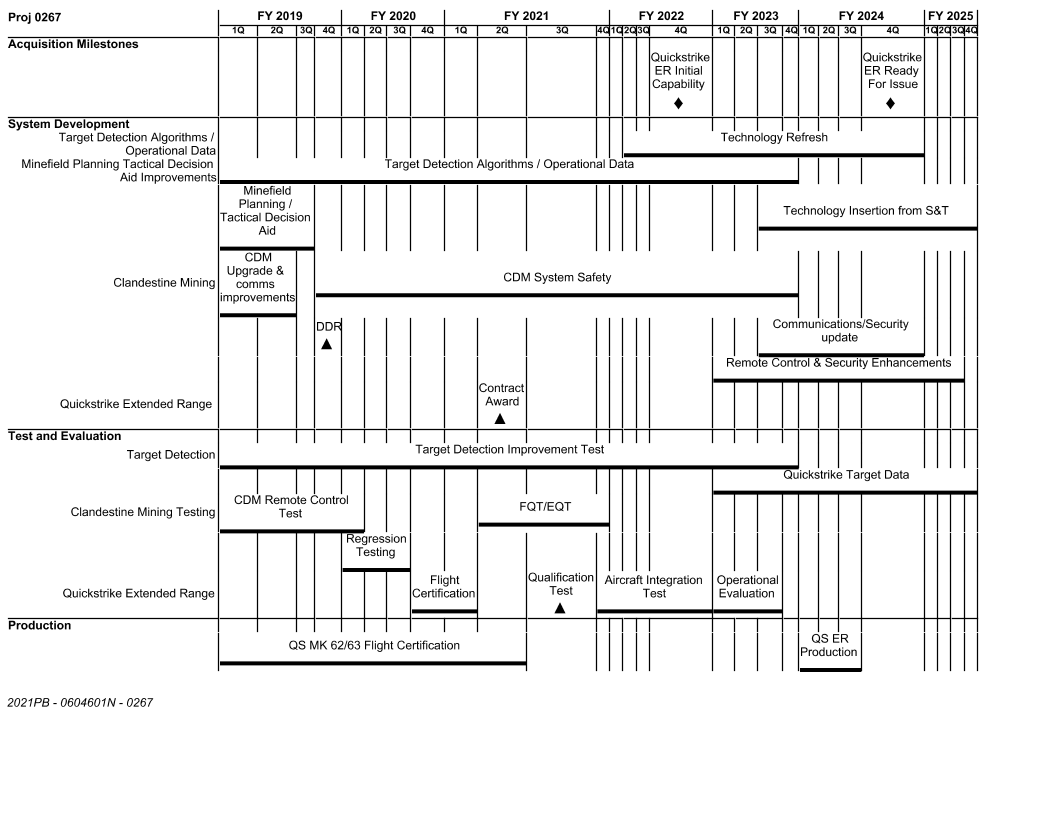 Proj 0267
FY 2019 FY 2020 FY 2021 FY 2022 FY 2023 FY 2024 FY 2025
1Q 2Q 3Q 4Q 1Q 2Q 3Q 4Q 1Q 2Q 3Q 4Q 1Q 2Q 3Q 4Q 1Q 2Q 3Q 4Q 1Q 2Q 3Q 4Q 1Q 2Q 3Q 4Q
Acquisition Milestones
Quickstrike
ER Initial
Capability
Quickstrike
ER Ready
For Issue
System Development
Target Detection Algorithms /
Operational Data
Technology Refresh
Minefield Planning Tactical Decision
Aid Improvements
Target Detection Algorithms / Operational Data
Minefield
Planning /
Tactical Decision
Aid
Technology Insertion from S&T
Clandestine Mining
CDM
Upgrade &
comms
improvements
CDM System Safety
DDR
Communications/Security
update
Remote Control & Security Enhancements
Quickstrike Extended Range
Contract
Award
Test and Evaluation
Target Detection
Target Detection Improvement Test
Quickstrike Target Data
Clandestine Mining Testing
CDM Remote Control
Test
FQT/EQT
Regression
Testing
Quickstrike Extended Range
Flight
Certification
Qualification
Test
Aircraft Integration
Test
Operational
Evaluation
Production
QS MK 62/63 Flight Certification
QS ER
Production
2021PB - 0604601N - 0267